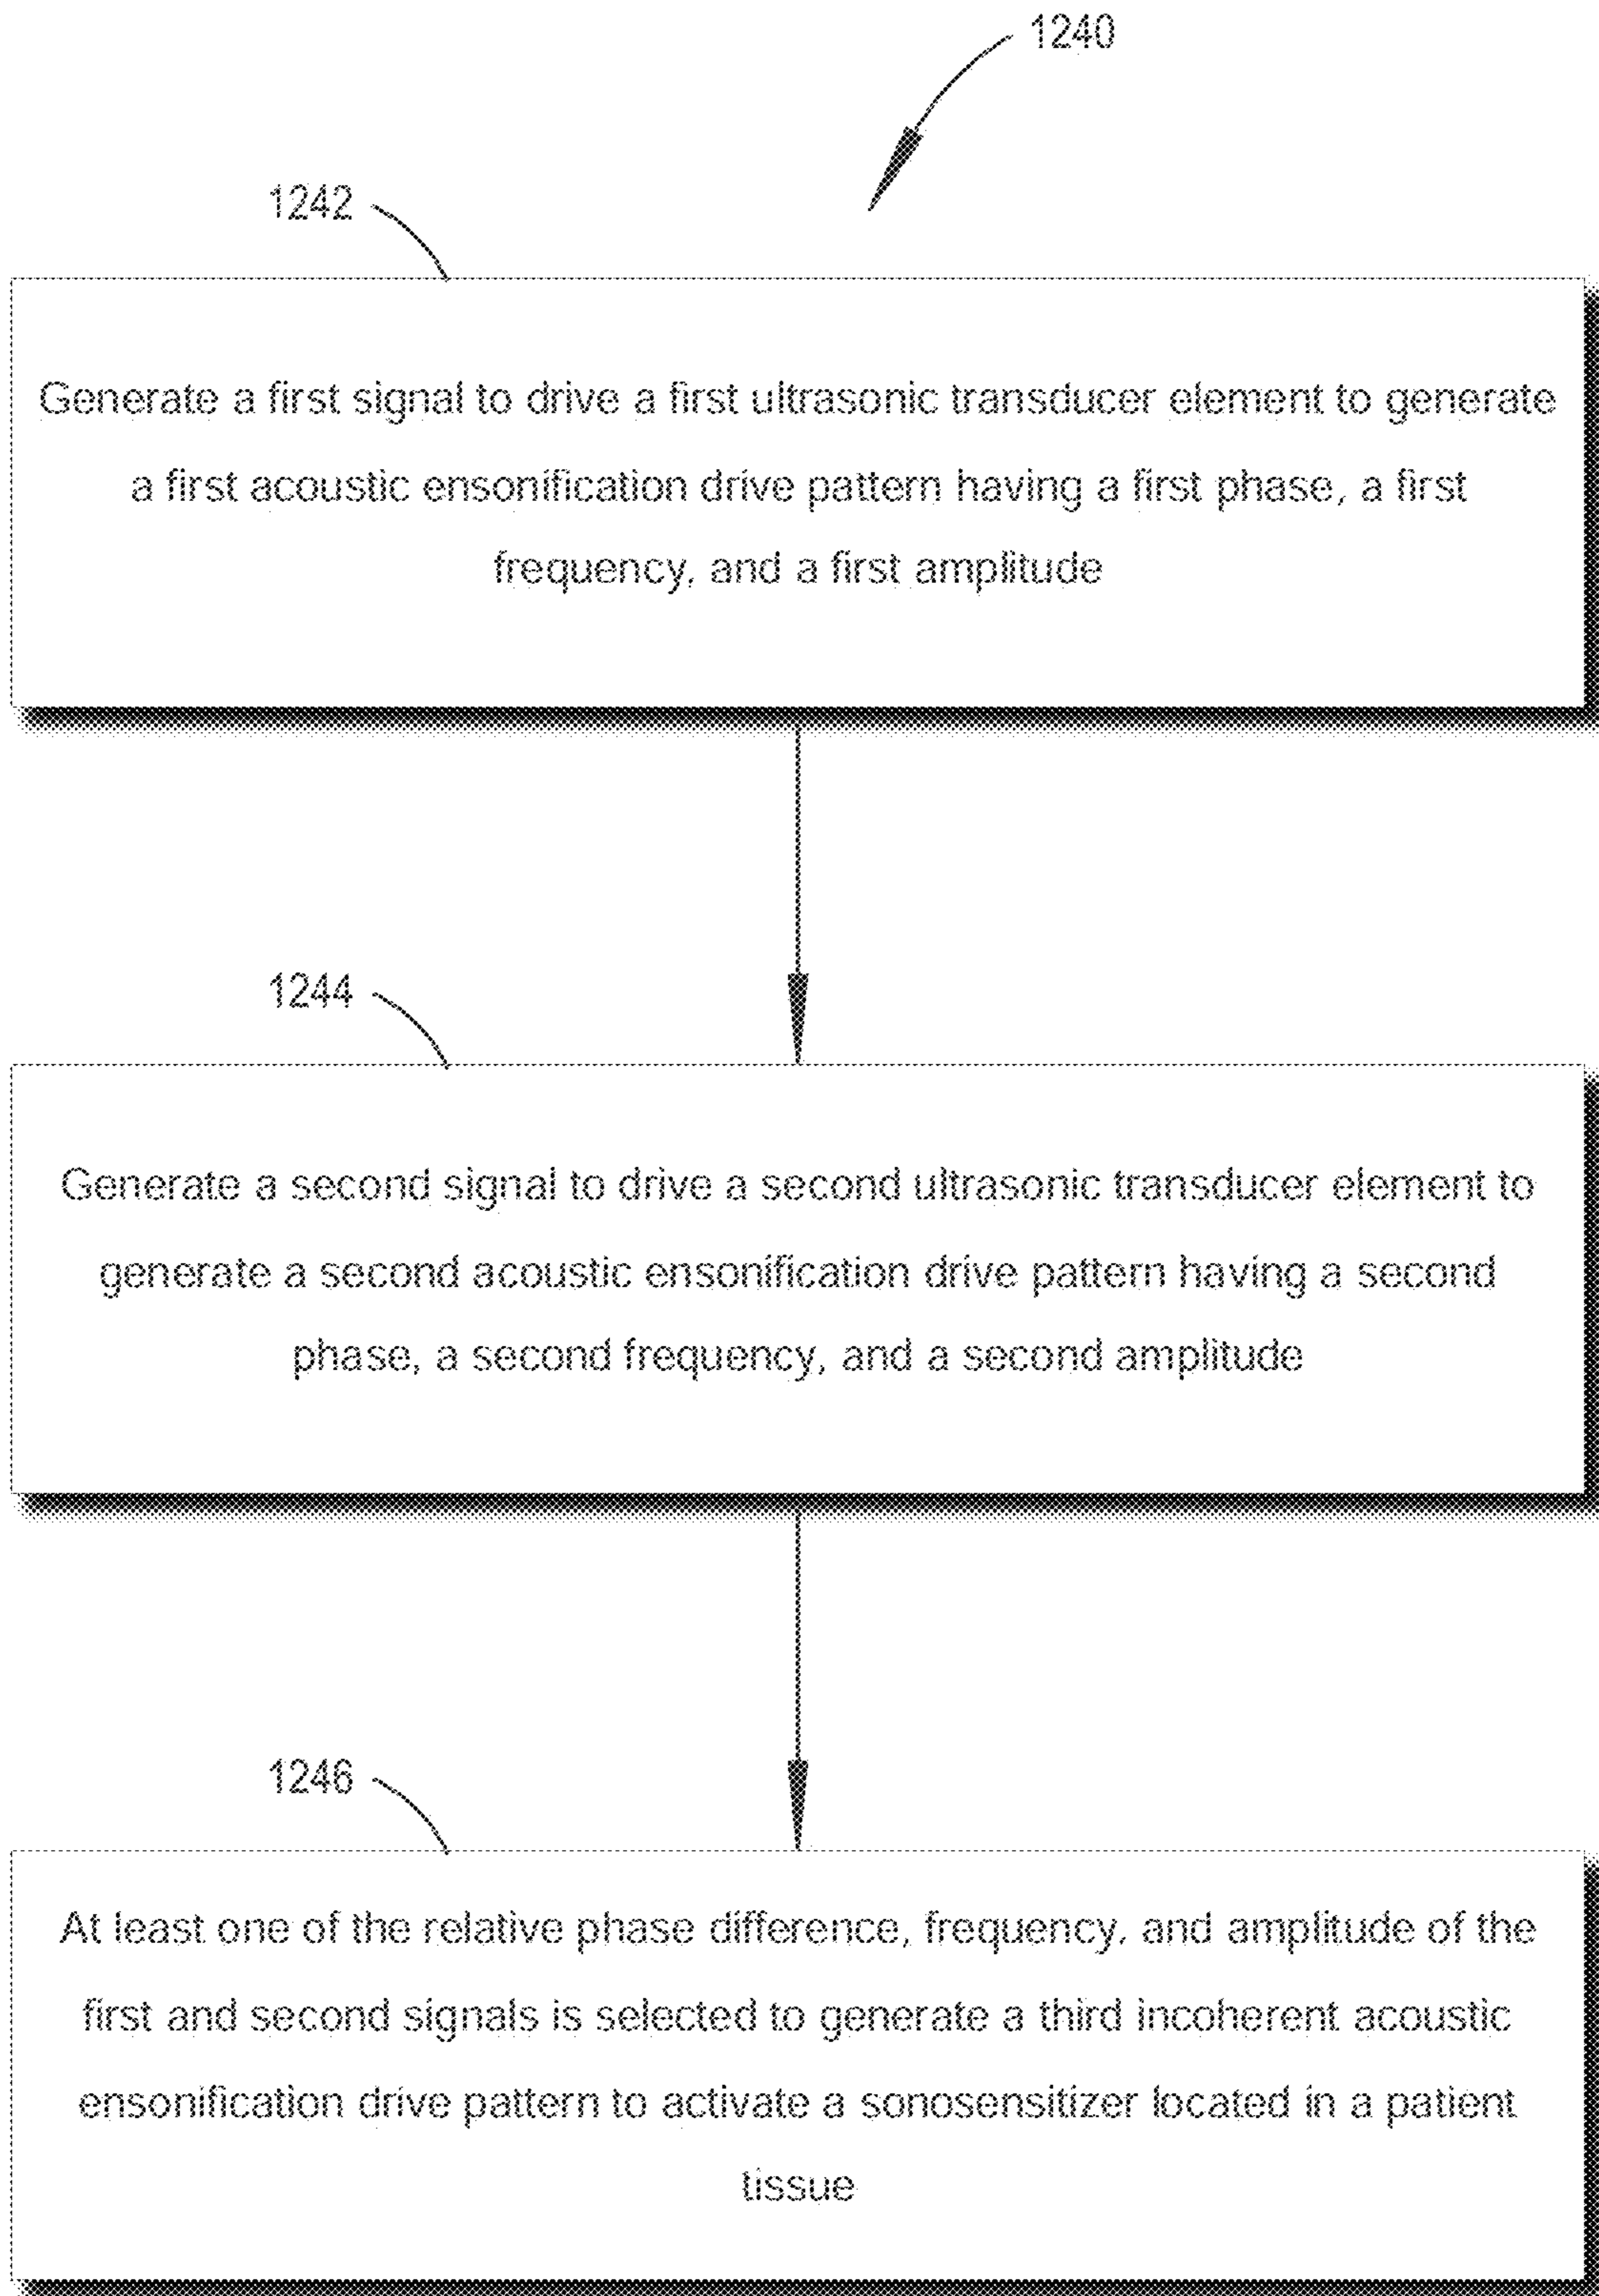 1240
1242
Generate a first signal to drive a first ultrasonic transducer element to generate
a first acoustic ensonification drive pattern having a first phase, a first
frequency, and a first amplitude
1244
Generate a second signal to drive a second ultrasonic transducer element to
generate a second acoustic ensonification drive pattern having a second
phase, a second frequency, and a second amplitude
1246
At least one of the relative phase difference, frequency, and amplitude of the
first and second signals is selected to generate a third incoherent acoustic
ensonification drive pattern to activate a sonosensitizer located in a patient
tissue